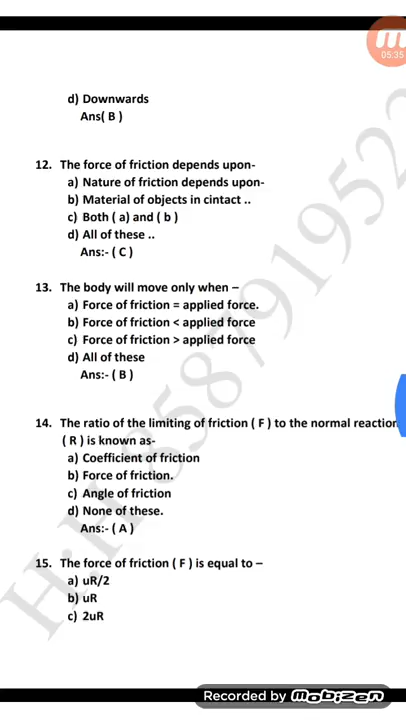 05:35
d) Downwards
Ans( B )
12. The force of friction depends upon-
a) Nature of friction depends upon-
b) Material of objects in cintact ..
c) Both ( a) and ( b )
d) All of these ..
Ans:- ( C )
13. The body will move only when –
a) Force of friction = applied force.
b) Force of friction < applied force
c) Force of friction > applied force
d) All of these
Ans:- ( B )
14. The ratio of the limiting of friction ( F ) to the normal reaction
( R ) is known as-
a) Coefficient of friction
b) Force of friction.
c) Angle of friction
d) None of these.
Ans:- ( A )
15. The force of friction ( F ) is equal to –
a) uR/2
b) uR
c) 2uR
H:H 8587919522
Recorded by mobizen